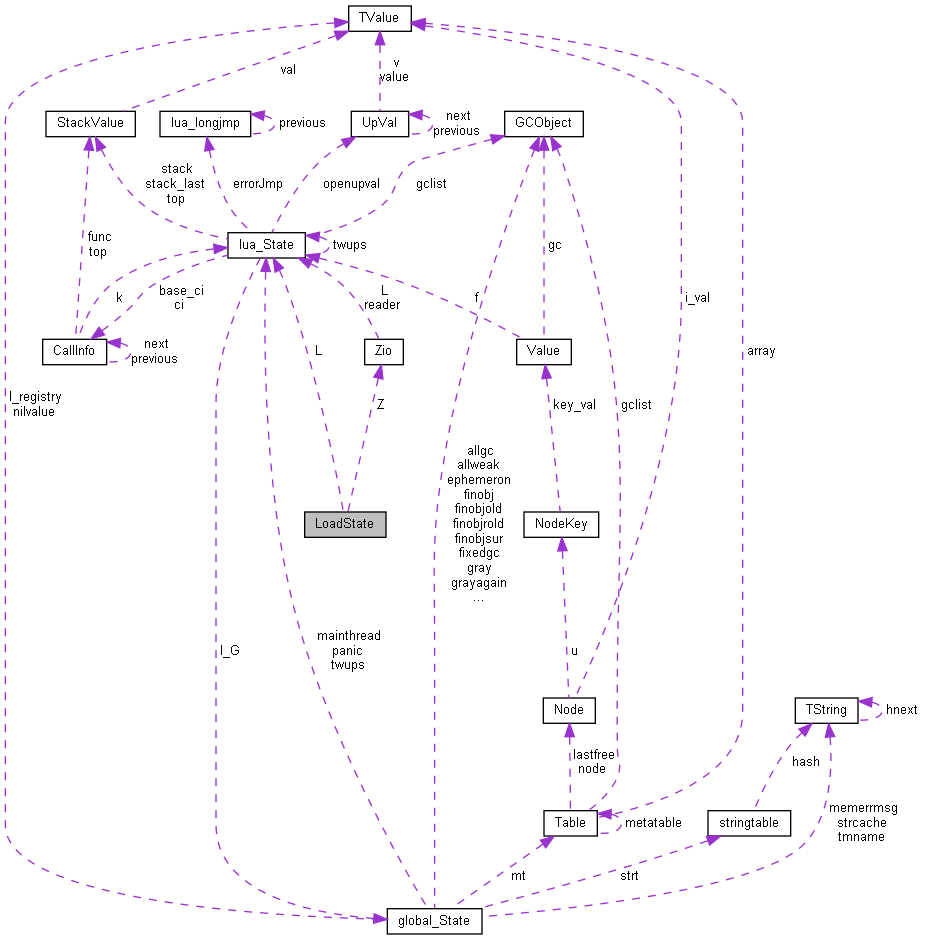 TValue
val
v
value
StackValue
lua_longjmp
previous
UpVal
next
previous
GCObject
stack
stack_last
top
errorJmp
openupval
gclist
func
top
lua_State
twups
k
base_ci
ci
L
reader
f
gc
i_val
CallInfo
next
previous
L
Zio
Value
array
l_registry
nilvalue
Z
key_val
gclist
allgc
allweak
ephemeron
finobj
finobjold
finobjrold
finobjsur
fixedgc
gray
grayagain
...
LoadState
NodeKey
mainthread
panic
twups
l_G
u
Node
TString
hnext
lastfree
node
hash
Table
metatable
stringtable
memerrmsg
strcache
tmname
mt
strt
global_State